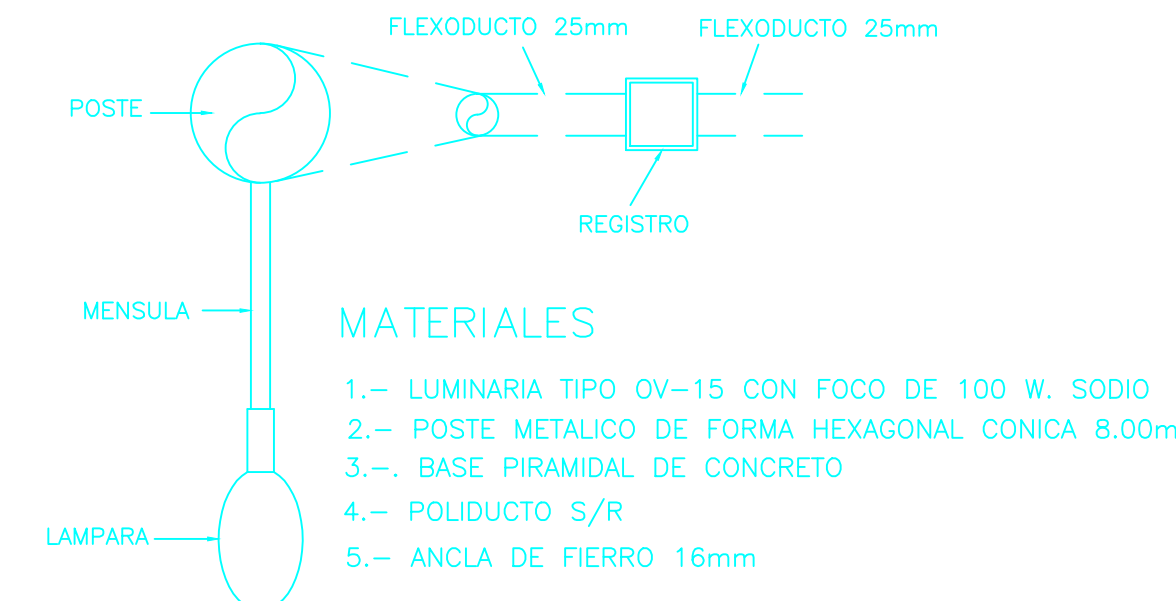 FLEXODUCTO 25mm
FLEXODUCTO 25mm
POSTE
REGISTRO
MENSULA
MATERIALES
1.- LUMINARIA TIPO OV-15 CON FOCO DE 100 W. SODIO
2.- POSTE METALICO DE FORMA HEXAGONAL CONICA 8.00m
3.-. BASE PIRAMIDAL DE CONCRETO
4.- POLIDUCTO S/R
LAMPARA
5.- ANCLA DE FIERRO 16mm